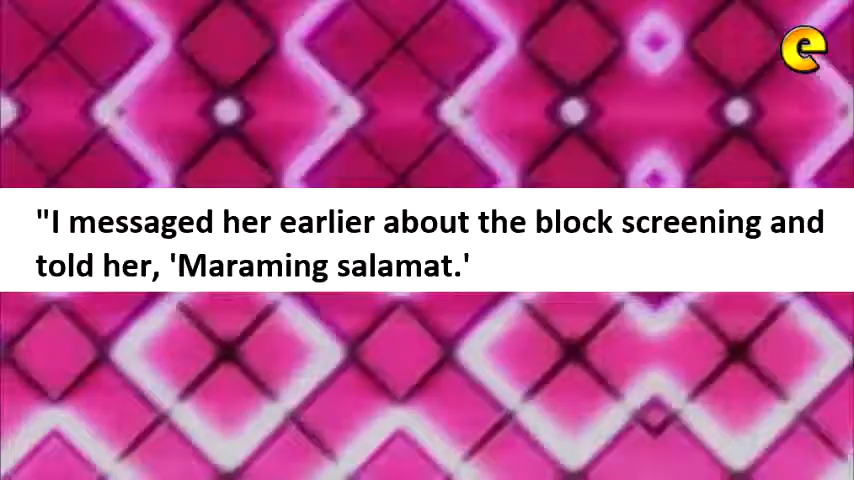 e
"I messaged her earlier about the block screening and
told her, 'Maraming salamat.'